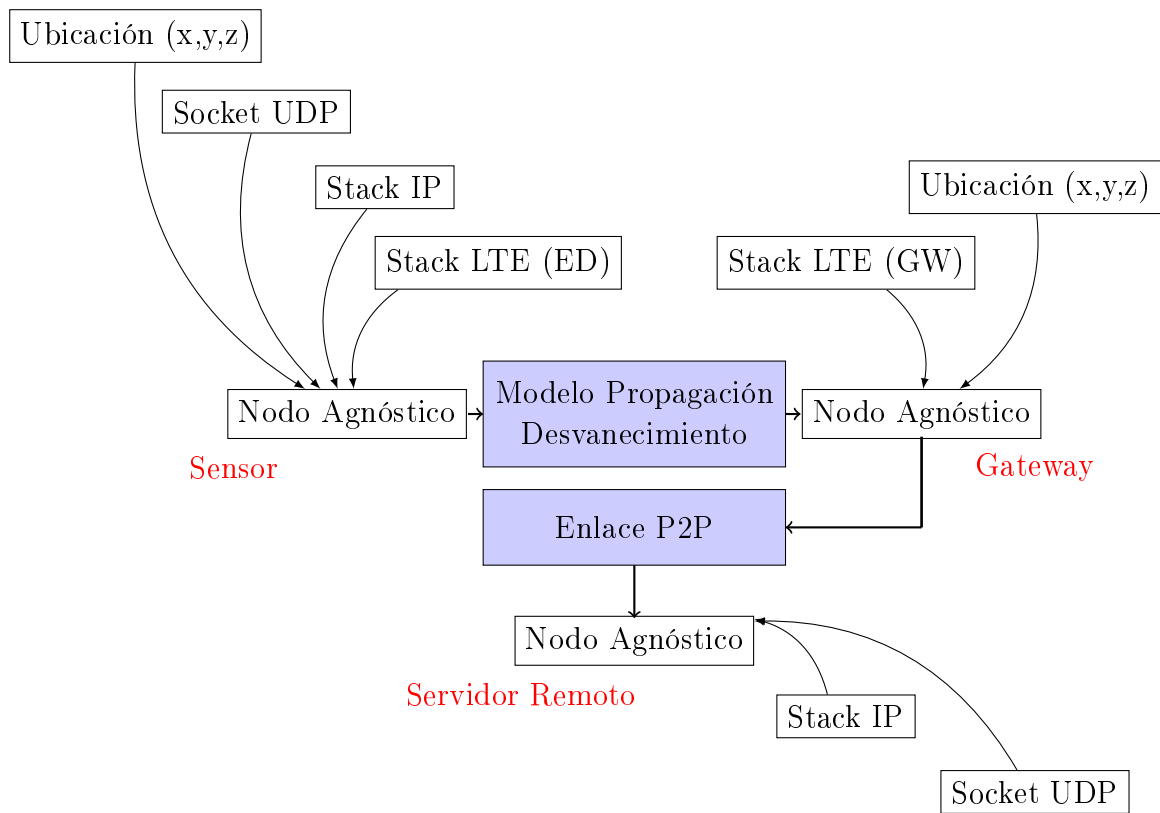 Ubicación (x,y,z)
Socket UDP
Stack IP
Ubicación (x,y,z)
Stack LTE (ED)
Stack LTE (GW)
Nodo Agnóstico
Modelo Propagación
Desvanecimiento
Nodo Agnóstico
Sensor
Gateway
Enlace P2P
Nodo Agnóstico
Servidor Remoto
Stack IP
Socket UDP